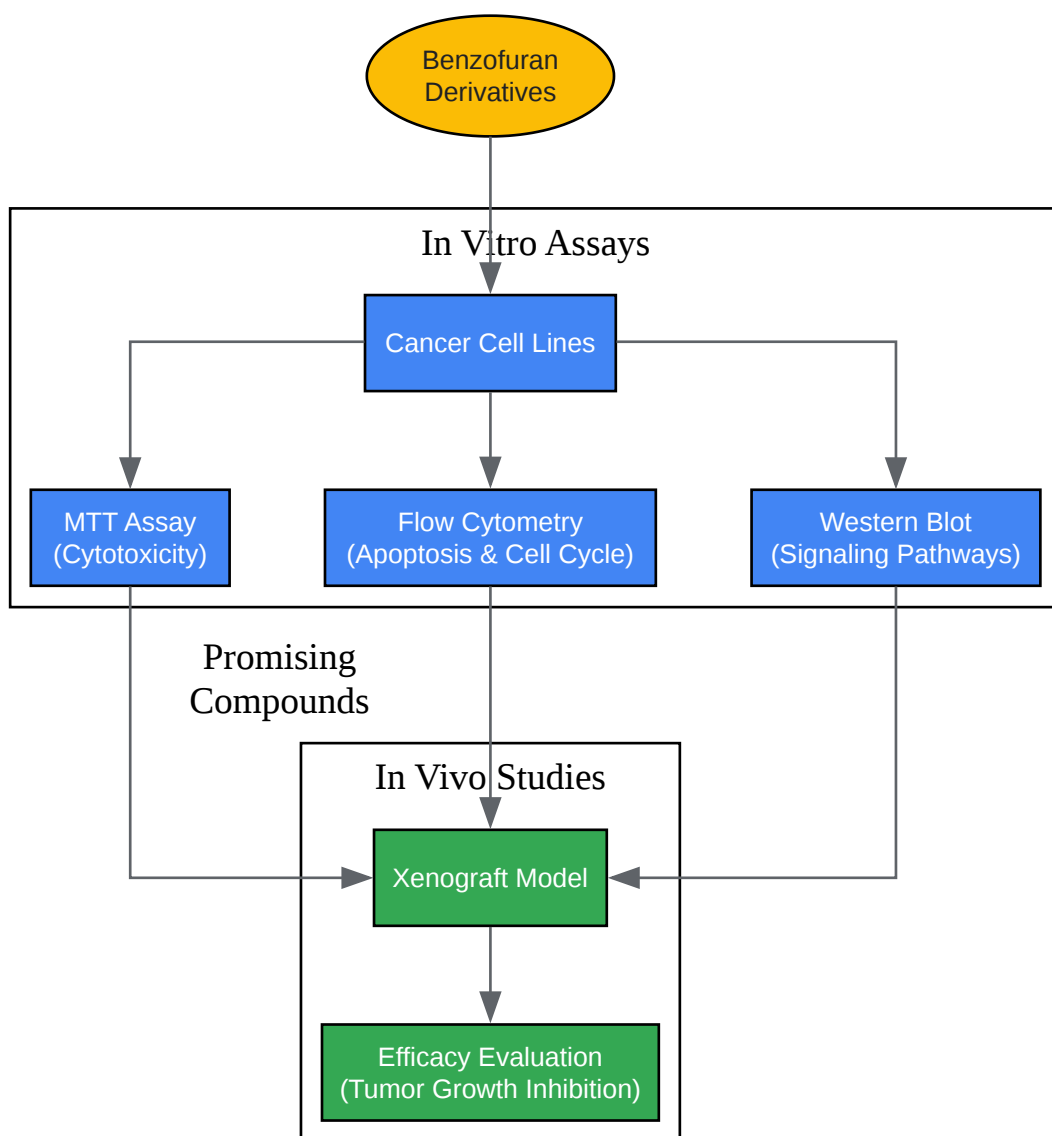 Benzofuran
Derivatives
In Vitro Assays
Cancer Cell Lines
MTT Assay
(Cytotoxicity)
Flow Cytometry
(Apoptosis & Cell Cycle)
Western Blot
(Signaling Pathways)
Promising
Compounds
In Vivo Studies
Xenograft Model
Efficacy Evaluation
(Tumor Growth Inhibition)